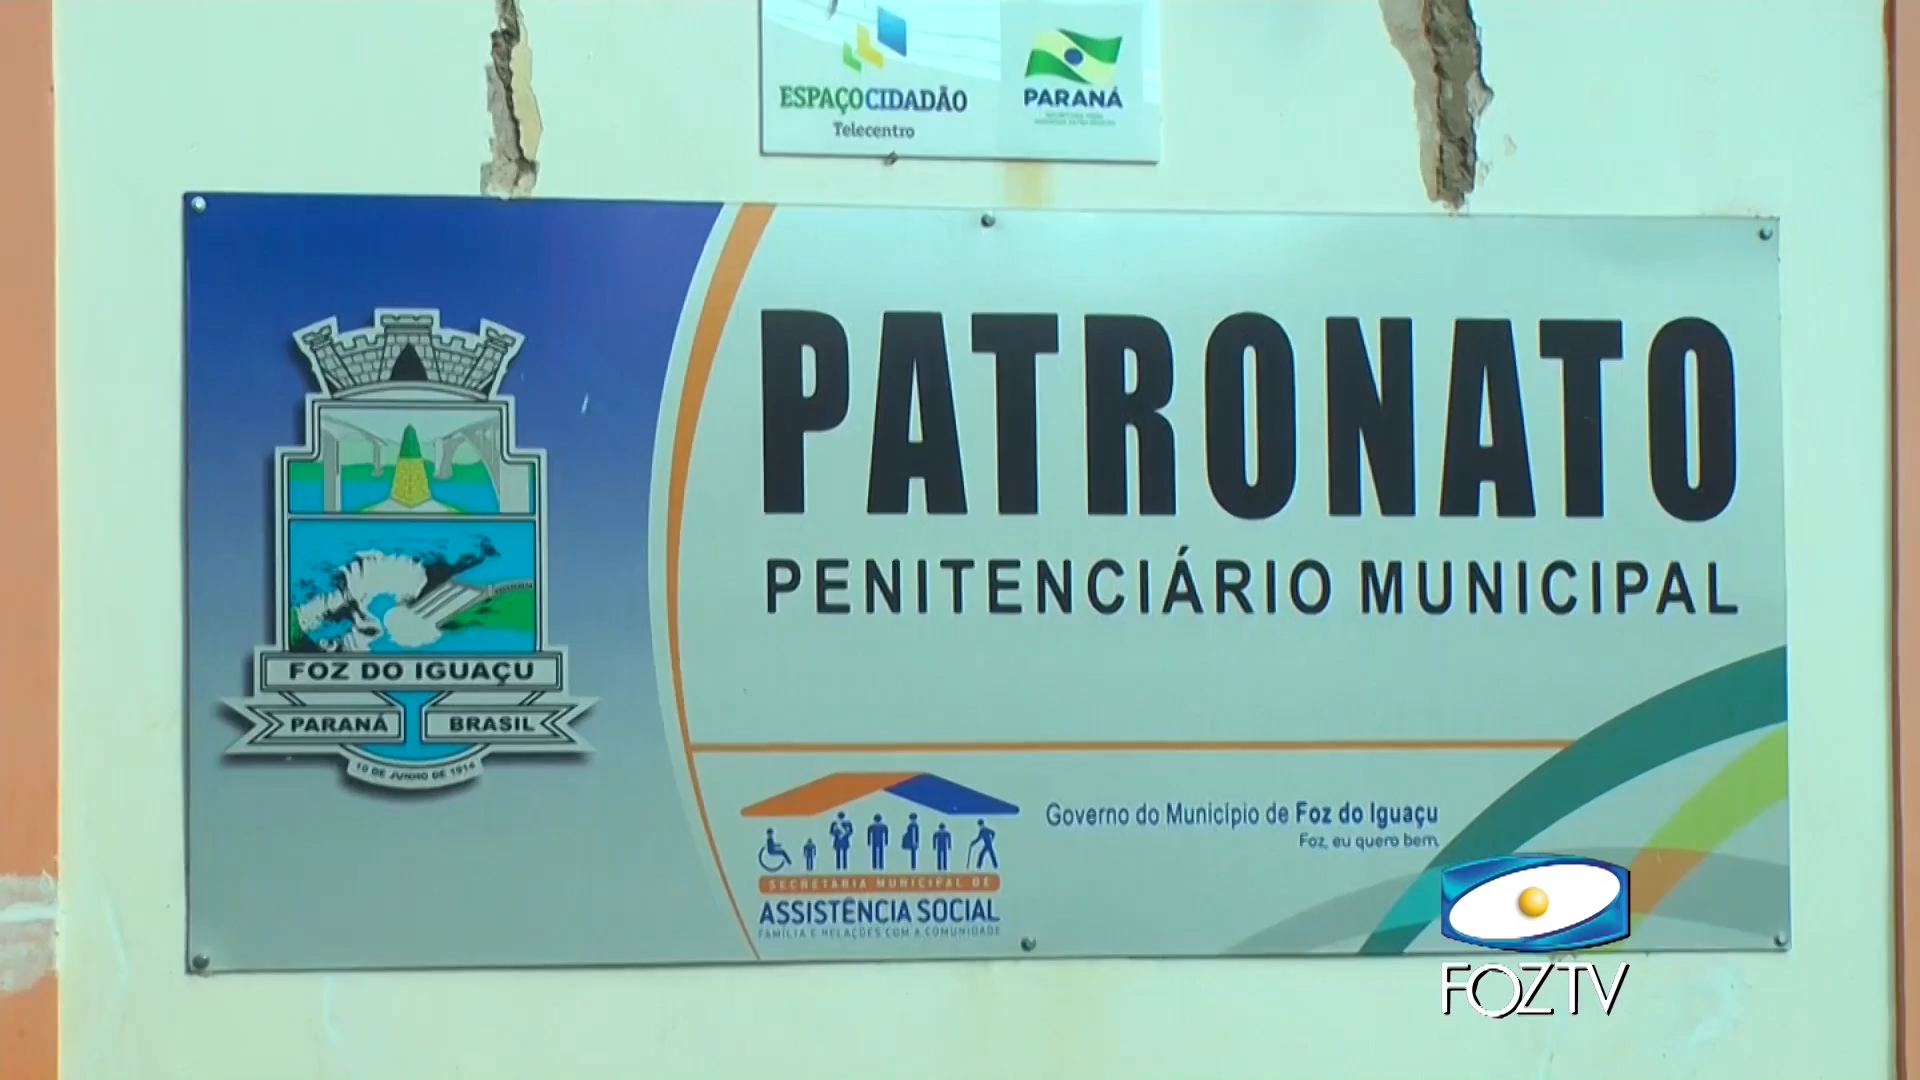 ESPAÇOCIDADÃO
Telecentro
PARANÁ
PATRONATO
PENITENCIÁRIO MUNICIPAL
FOZ DO IGUAÇU
PARANÁ
BRASIL
10 DE JUNHO DE 1914
SECRETARIA MUNICIPAL DE
ASSISTÊNCIA SOCIAL
FAMÍLIA E RELAÇÕES COM A COMUNIDADE
Governo do Município de Foz do Iguaçu
Foz, eu quero bem.
FOZTV